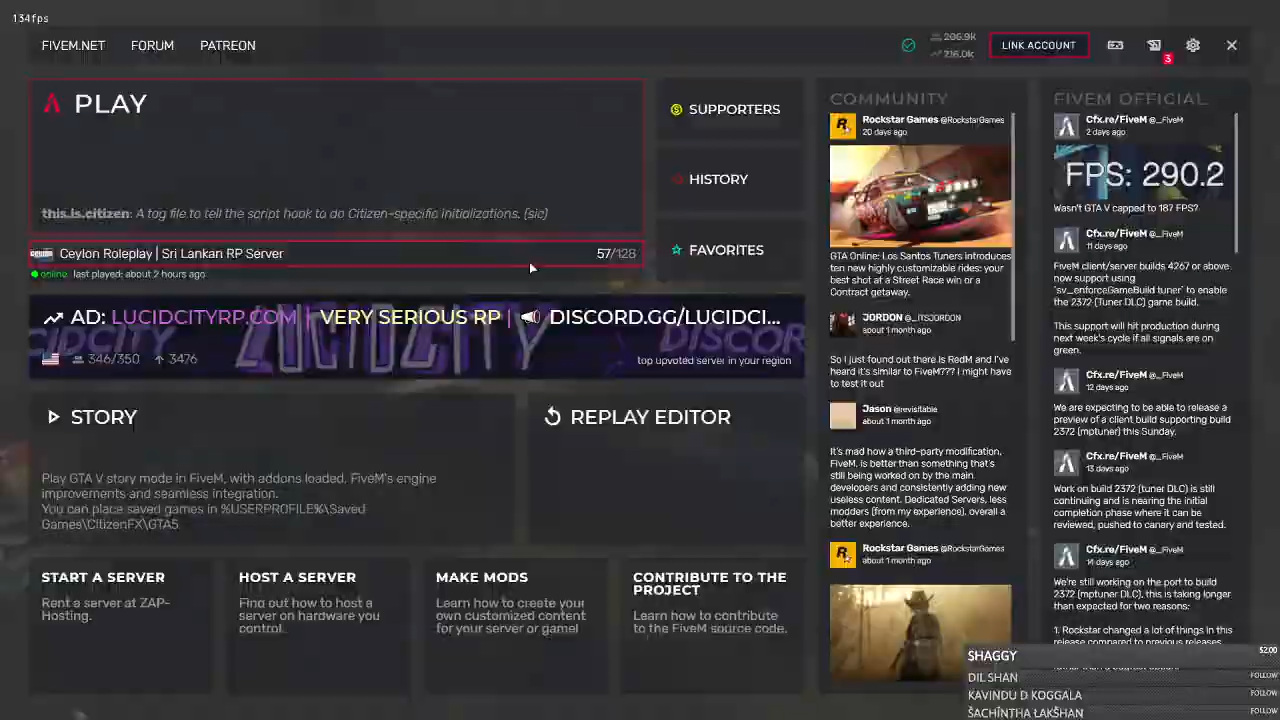 134fps
FIVEM.NET
FORUM
PATREON
206.9K
216.0k
LINK ACCOUNT
3
PLAY
this.is.citizen: A tag file to tell the script hook to do Citizen-specific initializations. [sic]
Ceylon Roleplay | Sri Lankan RP Server
57/128
online
last played: about 2 hours ago
SUPPORTERS
HISTORY
FAVORITES
AD: LUCIDCITYRP.COM | VERY SERIOUS RP | DISCORD.GG/LUCIDCI...
LUCIDCITY
DISCORD
346/350
3476
top upvoted server in your region
STORY
Play GTA V story mode in FiveM, with addons loaded, FiveM's engine
improvements and seamless integration.
You can place saved games in %USERPROFILE%\Saved
Games\CitizenFX\GTA5
REPLAY EDITOR
START A SERVER
Rent a server at ZAP-
Hosting.
HOST A SERVER
Find out how to host a
server on hardware you
control.
MAKE MODS
Learn how to create your
own customized content
for your server or game!
CONTRIBUTE TO THE
PROJECT
Learn how to contribute
to the FiveM source code.
COMMUNITY
Rockstar Games @RockstarGames
20 days ago
GTA Online: Los Santos Tuners introduces
ten new highly customizable rides: your
best shot at a Street Race win or a
Contract getaway.
JORDON @_ITSJORDON
about 1 month ago
So I just found out there is RedM and I've
heard it's similar to FiveM??? I might have
to test it out
Jason @revisitable
about 1 month ago
It's mad how a third-party modification,
FiveM, is better than something that's
still being worked on by the main
developers and consistently adding new
useless content. Dedicated Servers, less
modders (from my experience), overall a
better experience.
Rockstar Games @RockstarGames
about 1 month ago
FIVEM OFFICIAL
Cfx.re/FiveM @_FiveM
2 days ago
FPS: 290.2
Wasn't GTA V capped to 187 FPS?
Cfx.re/FiveM @_FiveM
11 days ago
FiveM client/server builds 4267 or above
now support using
`sv_enforceGameBuild tuner` to enable
the 2372 (Tuner DLC) game build.
This support will hit production during
next week's cycle if all signals are on
green.
Cfx.re/FiveM @_FiveM
12 days ago
We are expecting to be able to release a
preview of a client build supporting build
2372 (mptuner) this Sunday.
Cfx.re/FiveM @_FiveM
13 days ago
Work on build 2372 (tuner DLC) is still
continuing and is nearing the initial
completion phase where it can be
reviewed, pushed to canary and tested.
Cfx.re/FiveM @_FiveM
14 days ago
We're still working on the port to build
2372 (mptuner DLC), this is taking longer
than expected for two reasons:
1. Rockstar changed a lot of things in this
release compared to previous releases
SHAGGY
$2.00
DIL SHAN
FOLLOW
KAVINDU D KOGGALA
FOLLOW
SACHINTHA LAKSHAN
FOLLOW